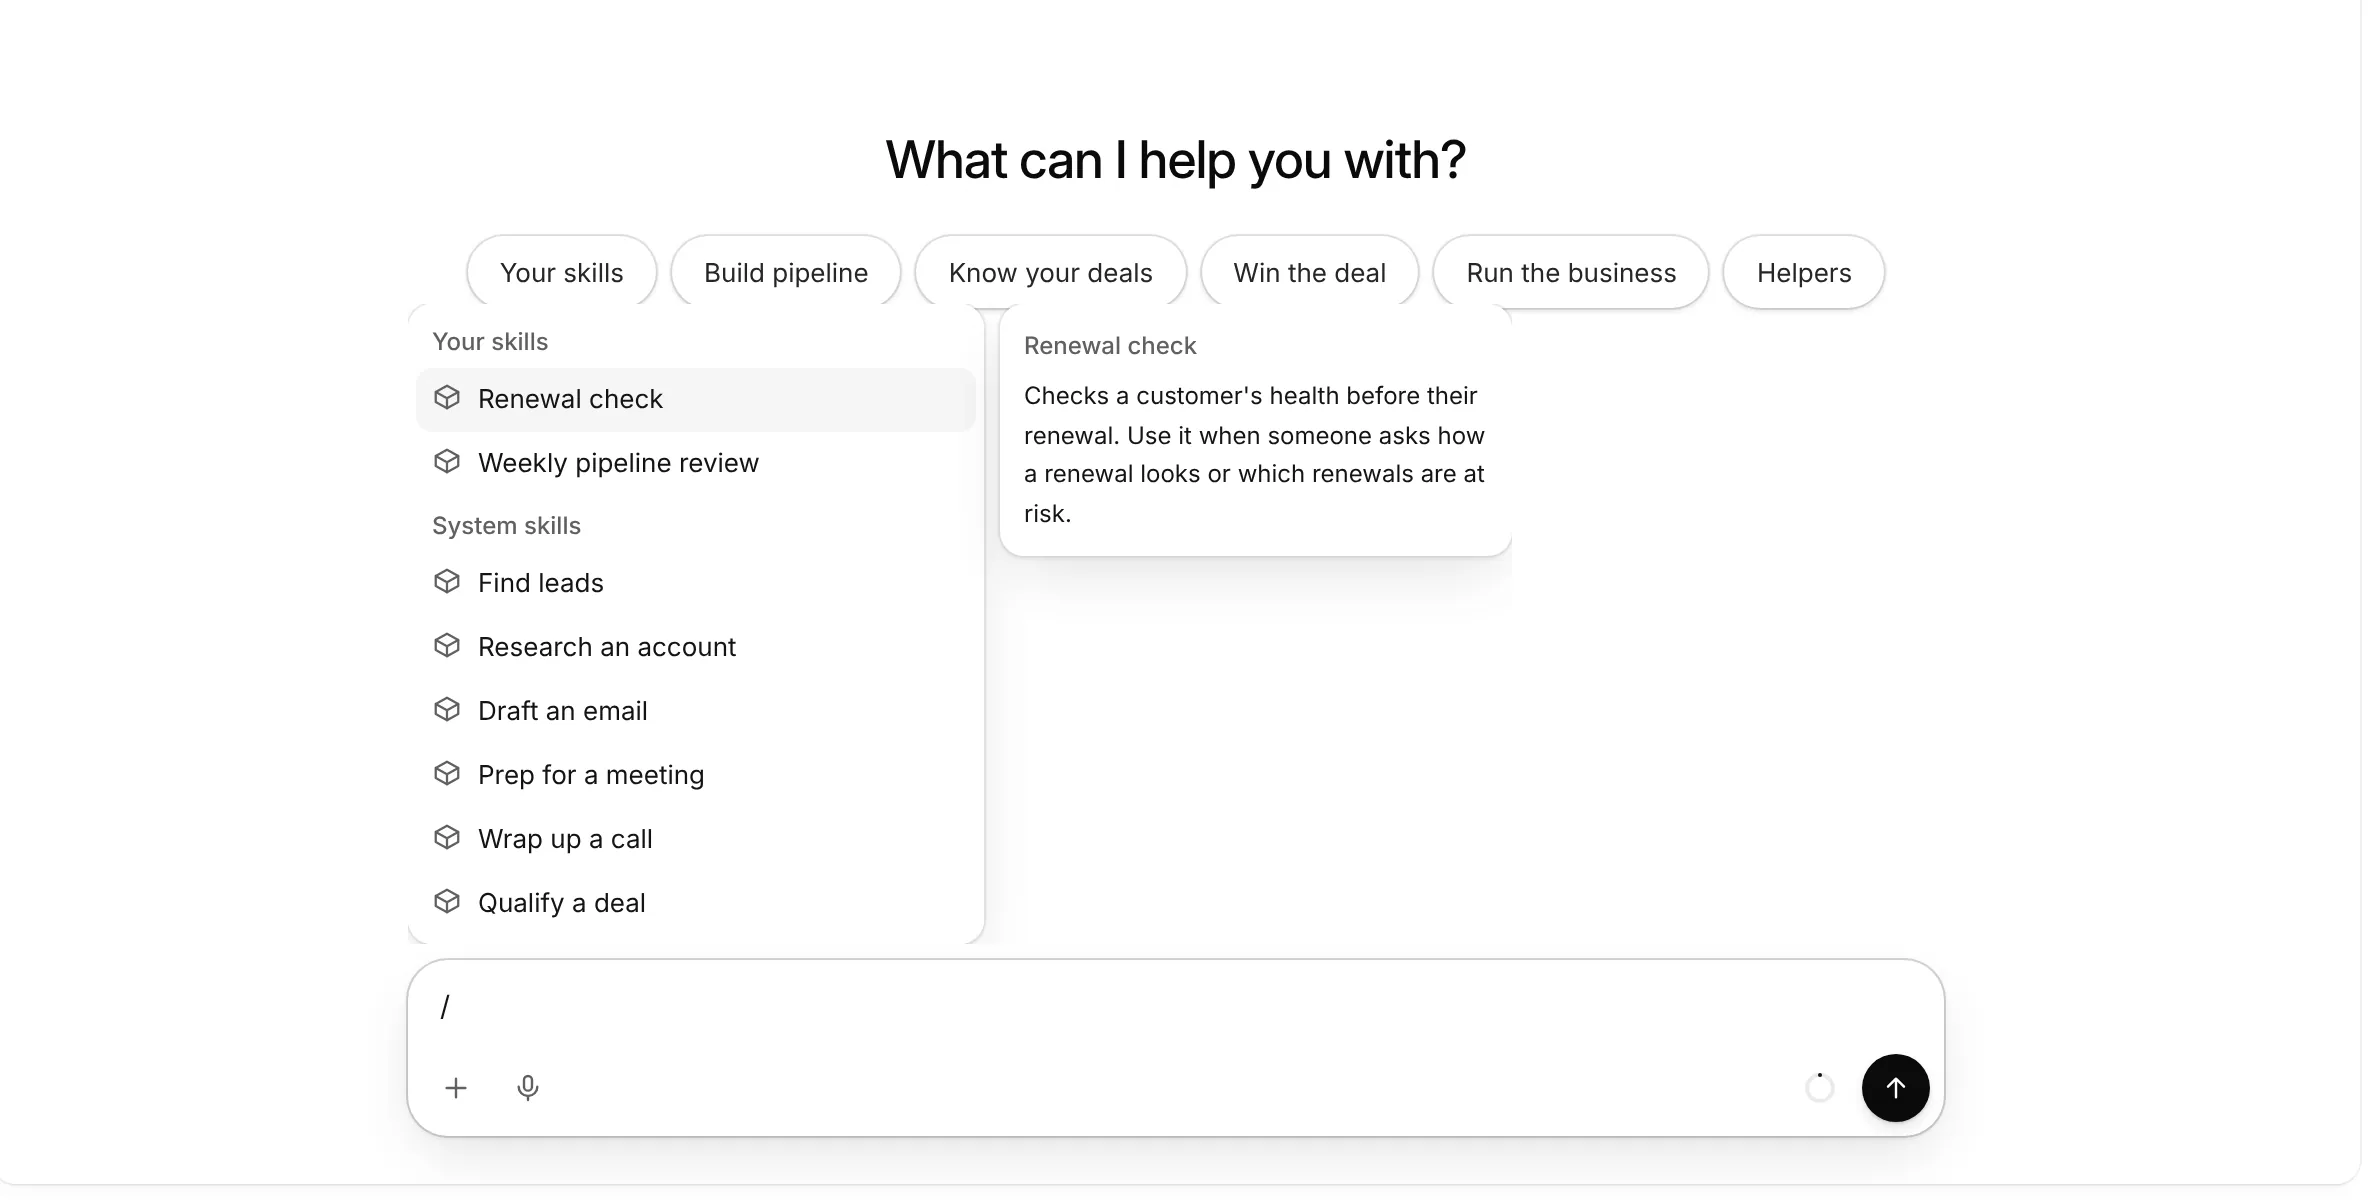 What can I help you with?
Your skills
Build pipeline
Know your deals
Win the deal
Run the business
Helpers
Your skills
Renewal check
Weekly pipeline review
System skills
Find leads
Research an account
Draft an email
Prep for a meeting
Wrap up a call
Qualify a deal
Renewal check
Checks a customer's health before their
renewal. Use it when someone asks how
a renewal looks or which renewals are at
risk.
/